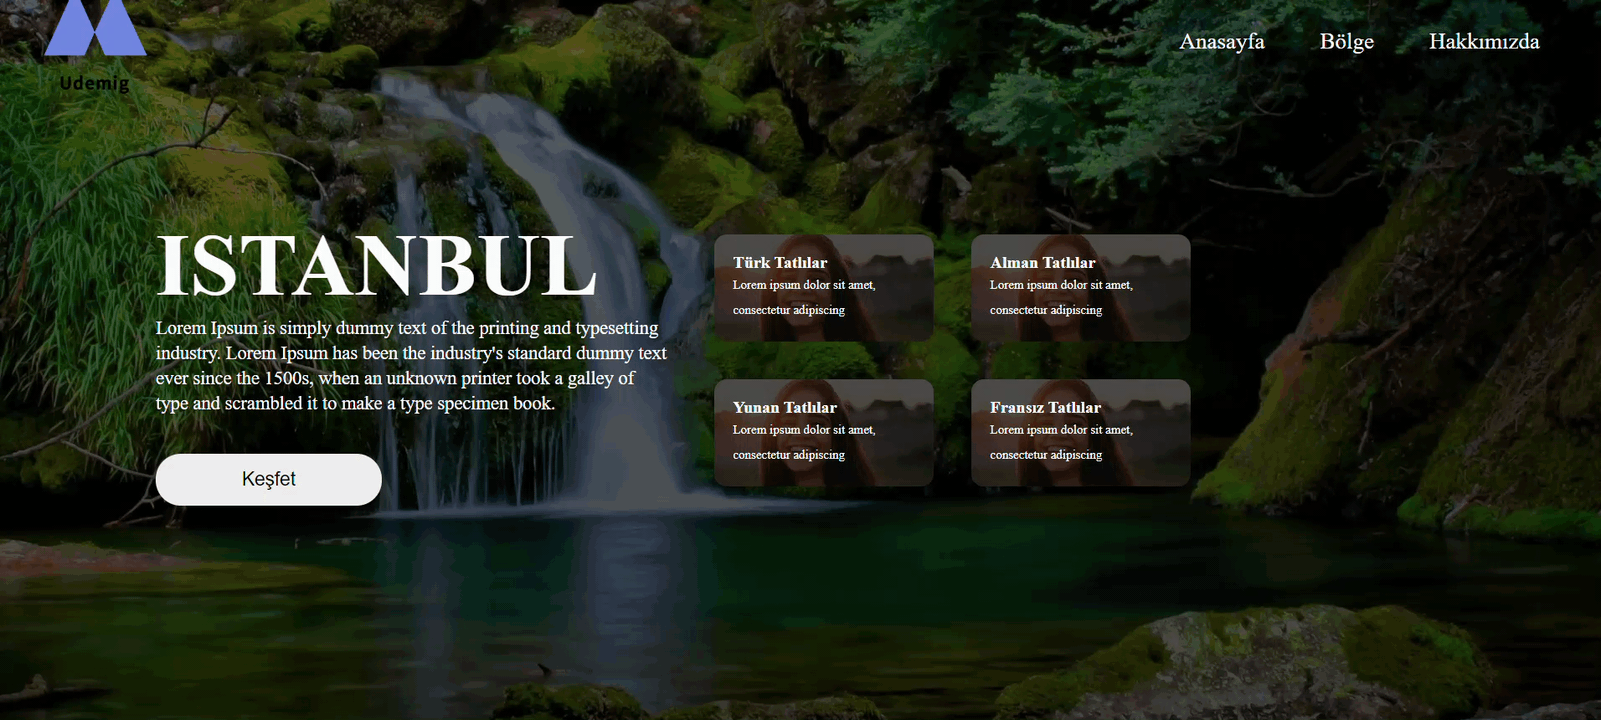 Udemig
Anasayfa Bölge Hakkımızda
ISTANBUL
Lorem Ipsum is simply dummy text of the printing and typesetting
industry. Lorem Ipsum has been the industry's standard dummy text
ever since the 1500s, when an unknown printer took a galley of
type and scrambled it to make a type specimen book.
Keşfet
Türk Tatlılar
Lorem ipsum dolor sit amet,
consectetur adipiscing
Alman Tatlılar
Lorem ipsum dolor sit amet,
consectetur adipiscing
Yunan Tatlılar
Lorem ipsum dolor sit amet,
consectetur adipiscing
Fransız Tatlılar
Lorem ipsum dolor sit amet,
consectetur adipiscing